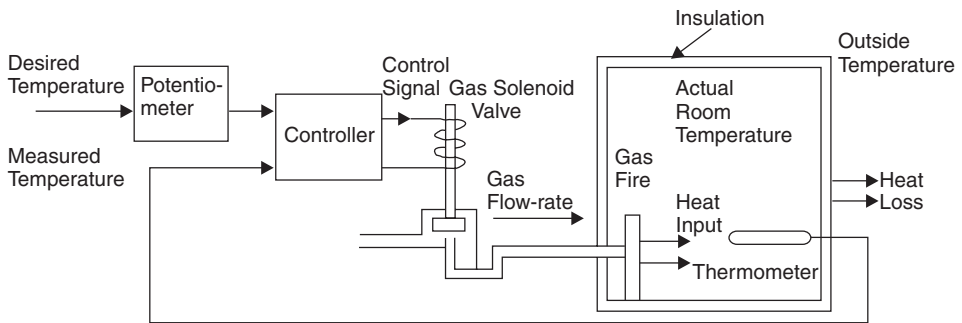 Insulation
Outside
Temperature
Desired
Temperature
Potentio-
meter
Control
Signal
Gas Solenoid
Valve
Controller
Actual
Room
Temperature
Measured
Temperature
Gas
Fire
Gas
Flow-rate
Heat
Input
Heat
Loss
Thermometer